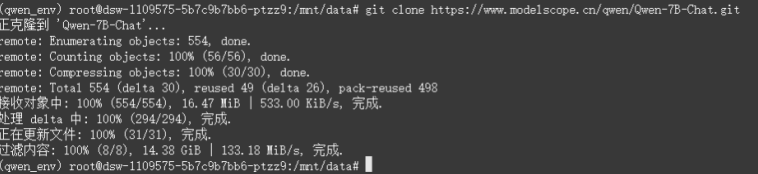 (qwen_env) root@dsw-1109575-5b7c9b7bb6-ptzz9:/mnt/data# git clone https://www.modelscope.cn/qwen/Qwen-7B-Chat.git
正克隆到 'Qwen-7B-Chat'...
remote: Enumerating objects: 554, done.
remote: Counting objects: 100% (56/56), done.
remote: Compressing objects: 100% (30/30), done.
remote: Total 554 (delta 30), reused 49 (delta 26), pack-reused 498
接收对象中: 100% (554/554), 16.47 MiB | 533.00 KiB/s, 完成.
处理 delta 中: 100% (294/294), 完成.
正在更新文件: 100% (31/31), 完成.
过滤内容: 100% (8/8), 14.38 GiB | 133.18 MiB/s, 完成.
(qwen_env) root@dsw-1109575-5b7c9b7bb6-ptzz9:/mnt/data#